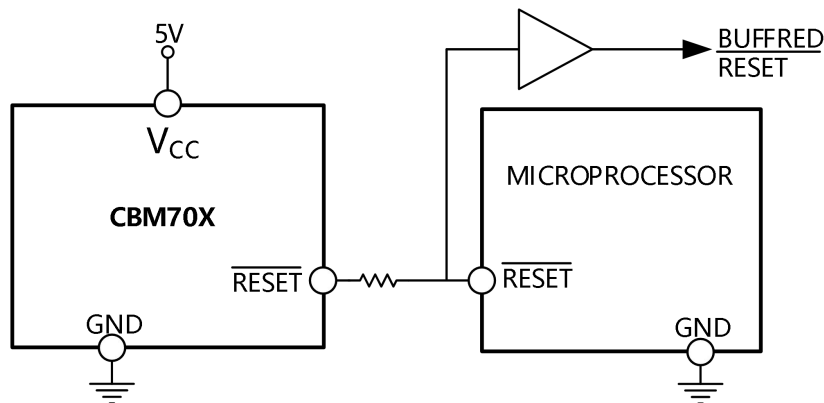 5V
VCC
CBM70X
RESET
GND
BUFFRED
RESET
MICROPROCESSOR
RESET
GND